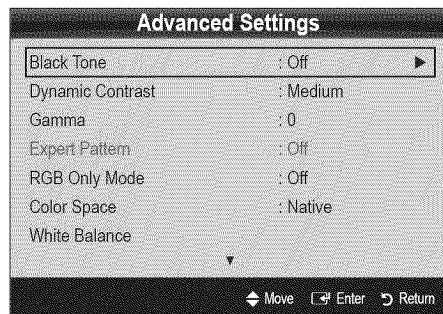 Advanced Settings
Black Tone : Off ▶
Dynamic Contrast : Medium
Gamma : 0
Expert Pattern : Off
RGB Only Mode : Off
Color Space : Native
White Balance
▼
Move Enter Return